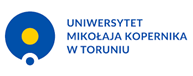 UNIWERSYTET
MIKOŁAJA KOPERNIKA
W TORUNIU